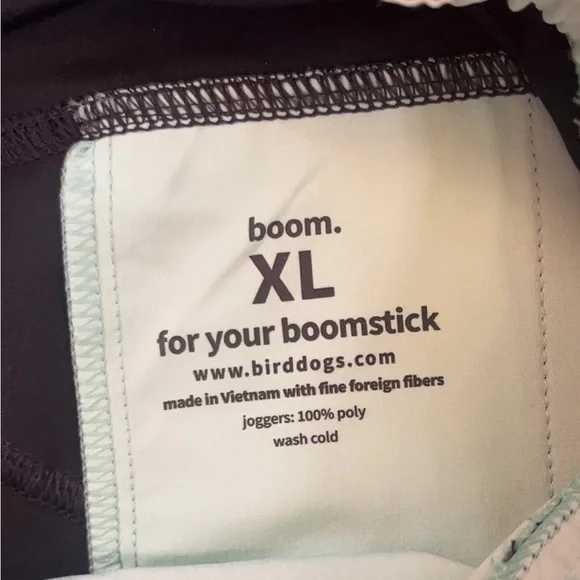 boom.
XL
for your boomstick
www.birddogs.com
made in Vietnam with fine foreign fibers
joggers: 100% poly
wash cold